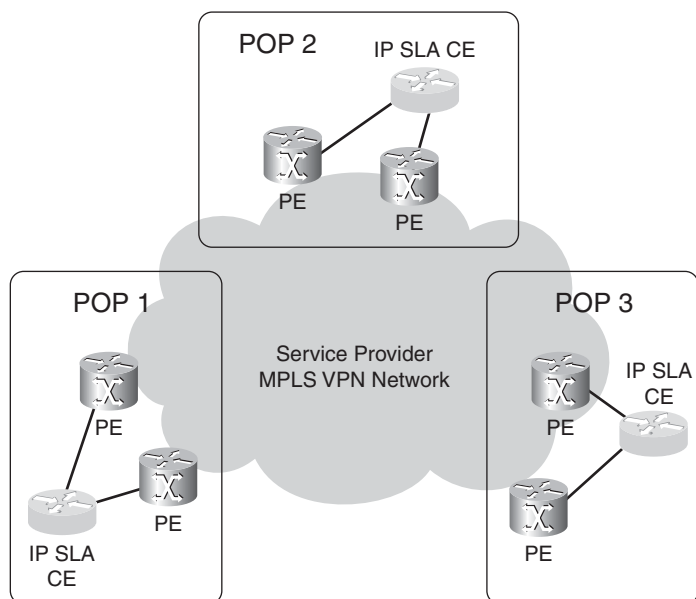 POP 2
IP SLA CE
PE
PE
POP 1
PE
PE
IP SLA
CE
Service Provider
MPLS VPN Network
POP 3
PE
IP SLA
CE
PE